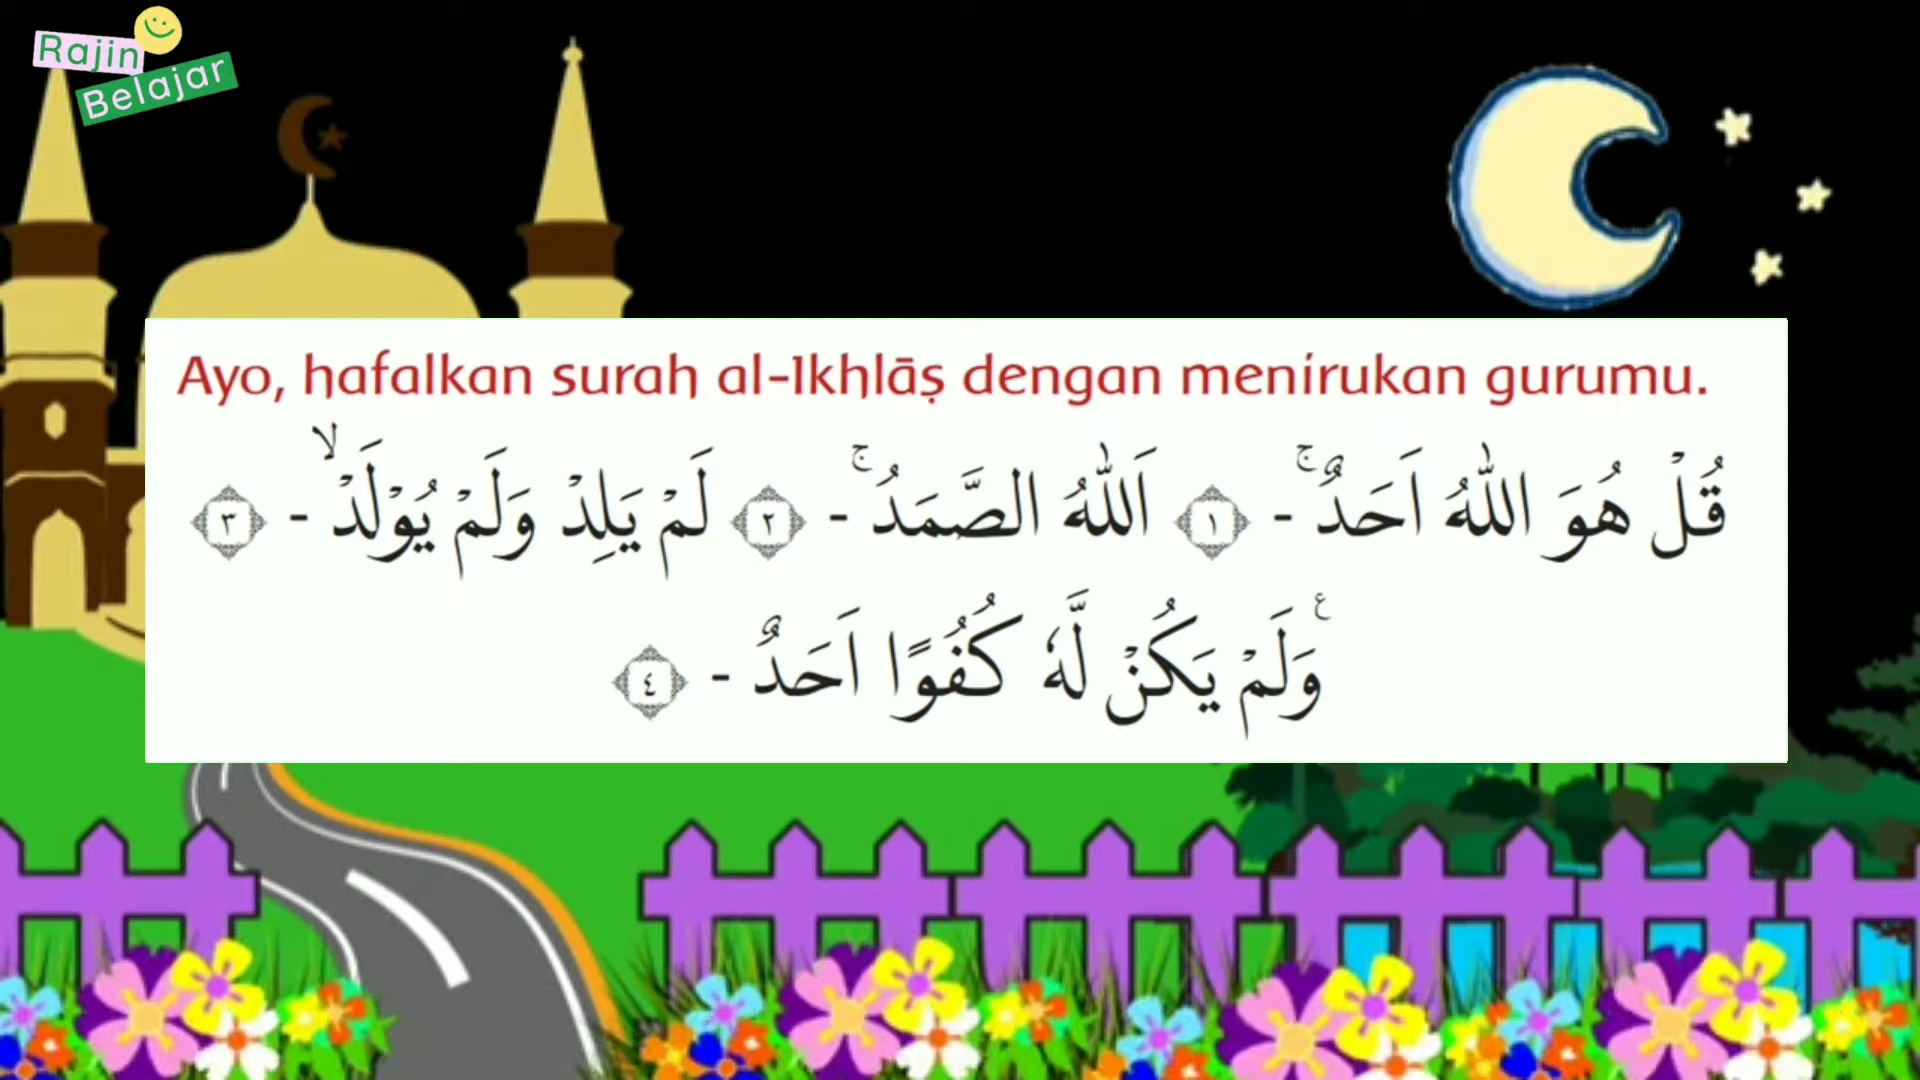 Rajin
Belajar
Ayo, hafalkan surah al-Ikhlāṣ dengan menirukan gurumu.
قُلْ هُوَ اللّٰهُ اَحَدٌۚ - ١ اَللّٰهُ الصَّمَدُۚ - ٢ لَمْ يَلِدْ وَلَمْ يُوْلَدْۙ - ٣
وَلَمْ يَكُنْ لَّهٗ كُفُوًا اَحَدٌ ࣖ - ٤